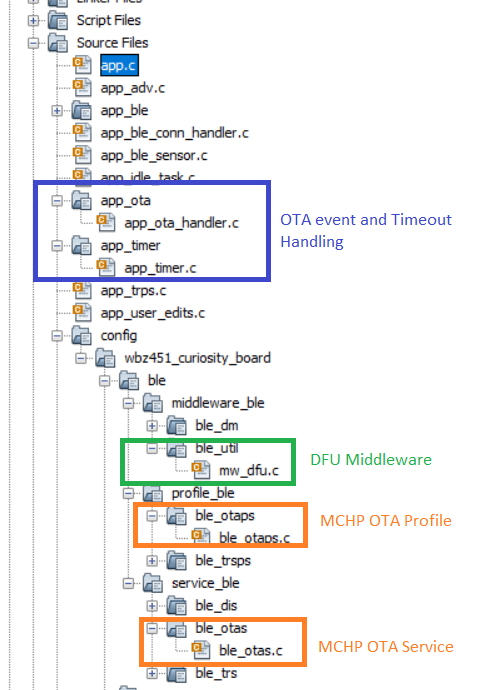 Linker Files
Script Files
Source Files
app.c
app_adv.c
app_ble
app_ble_conn_handler.c
app_ble_sensor.c
app_idle_task.c
app_ota
app_ota_handler.c
OTA event and Timeout
Handling
app_timer
app_timer.c
app_trps.c
app_user_edits.c
config
wbz451_curiosity_board
ble
middleware_ble
ble_dm
ble_util
DFU Middleware
mw_dfu.c
profile_ble
ble_otaps
MCHP OTA Profile
ble_otaps.c
ble_trsps
service_ble
ble_dis
ble_otas
MCHP OTA Service
ble_otas.c
ble_trs